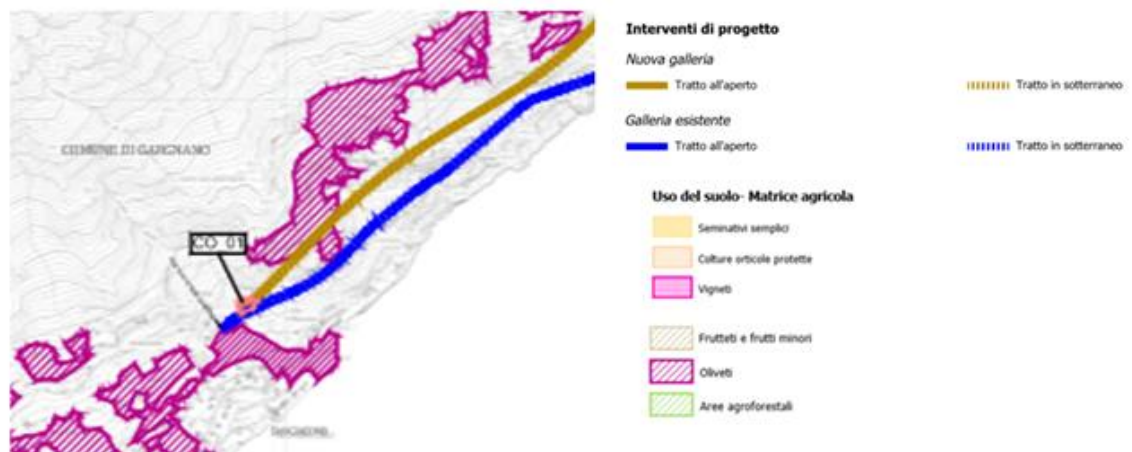 COMUNE DI GARGNANO
CO 01
Interventi di progetto
Nuova galleria
Tratto all'aperto
Tratto in sotterraneo
Galleria esistente
Tratto all'aperto
Tratto in sotterraneo
Uso del suolo- Matrice agricola
Seminativi semplici
Colture orticole protette
Vigneti
Frutteti e frutti minori
Oliveti
Aree agroforestali